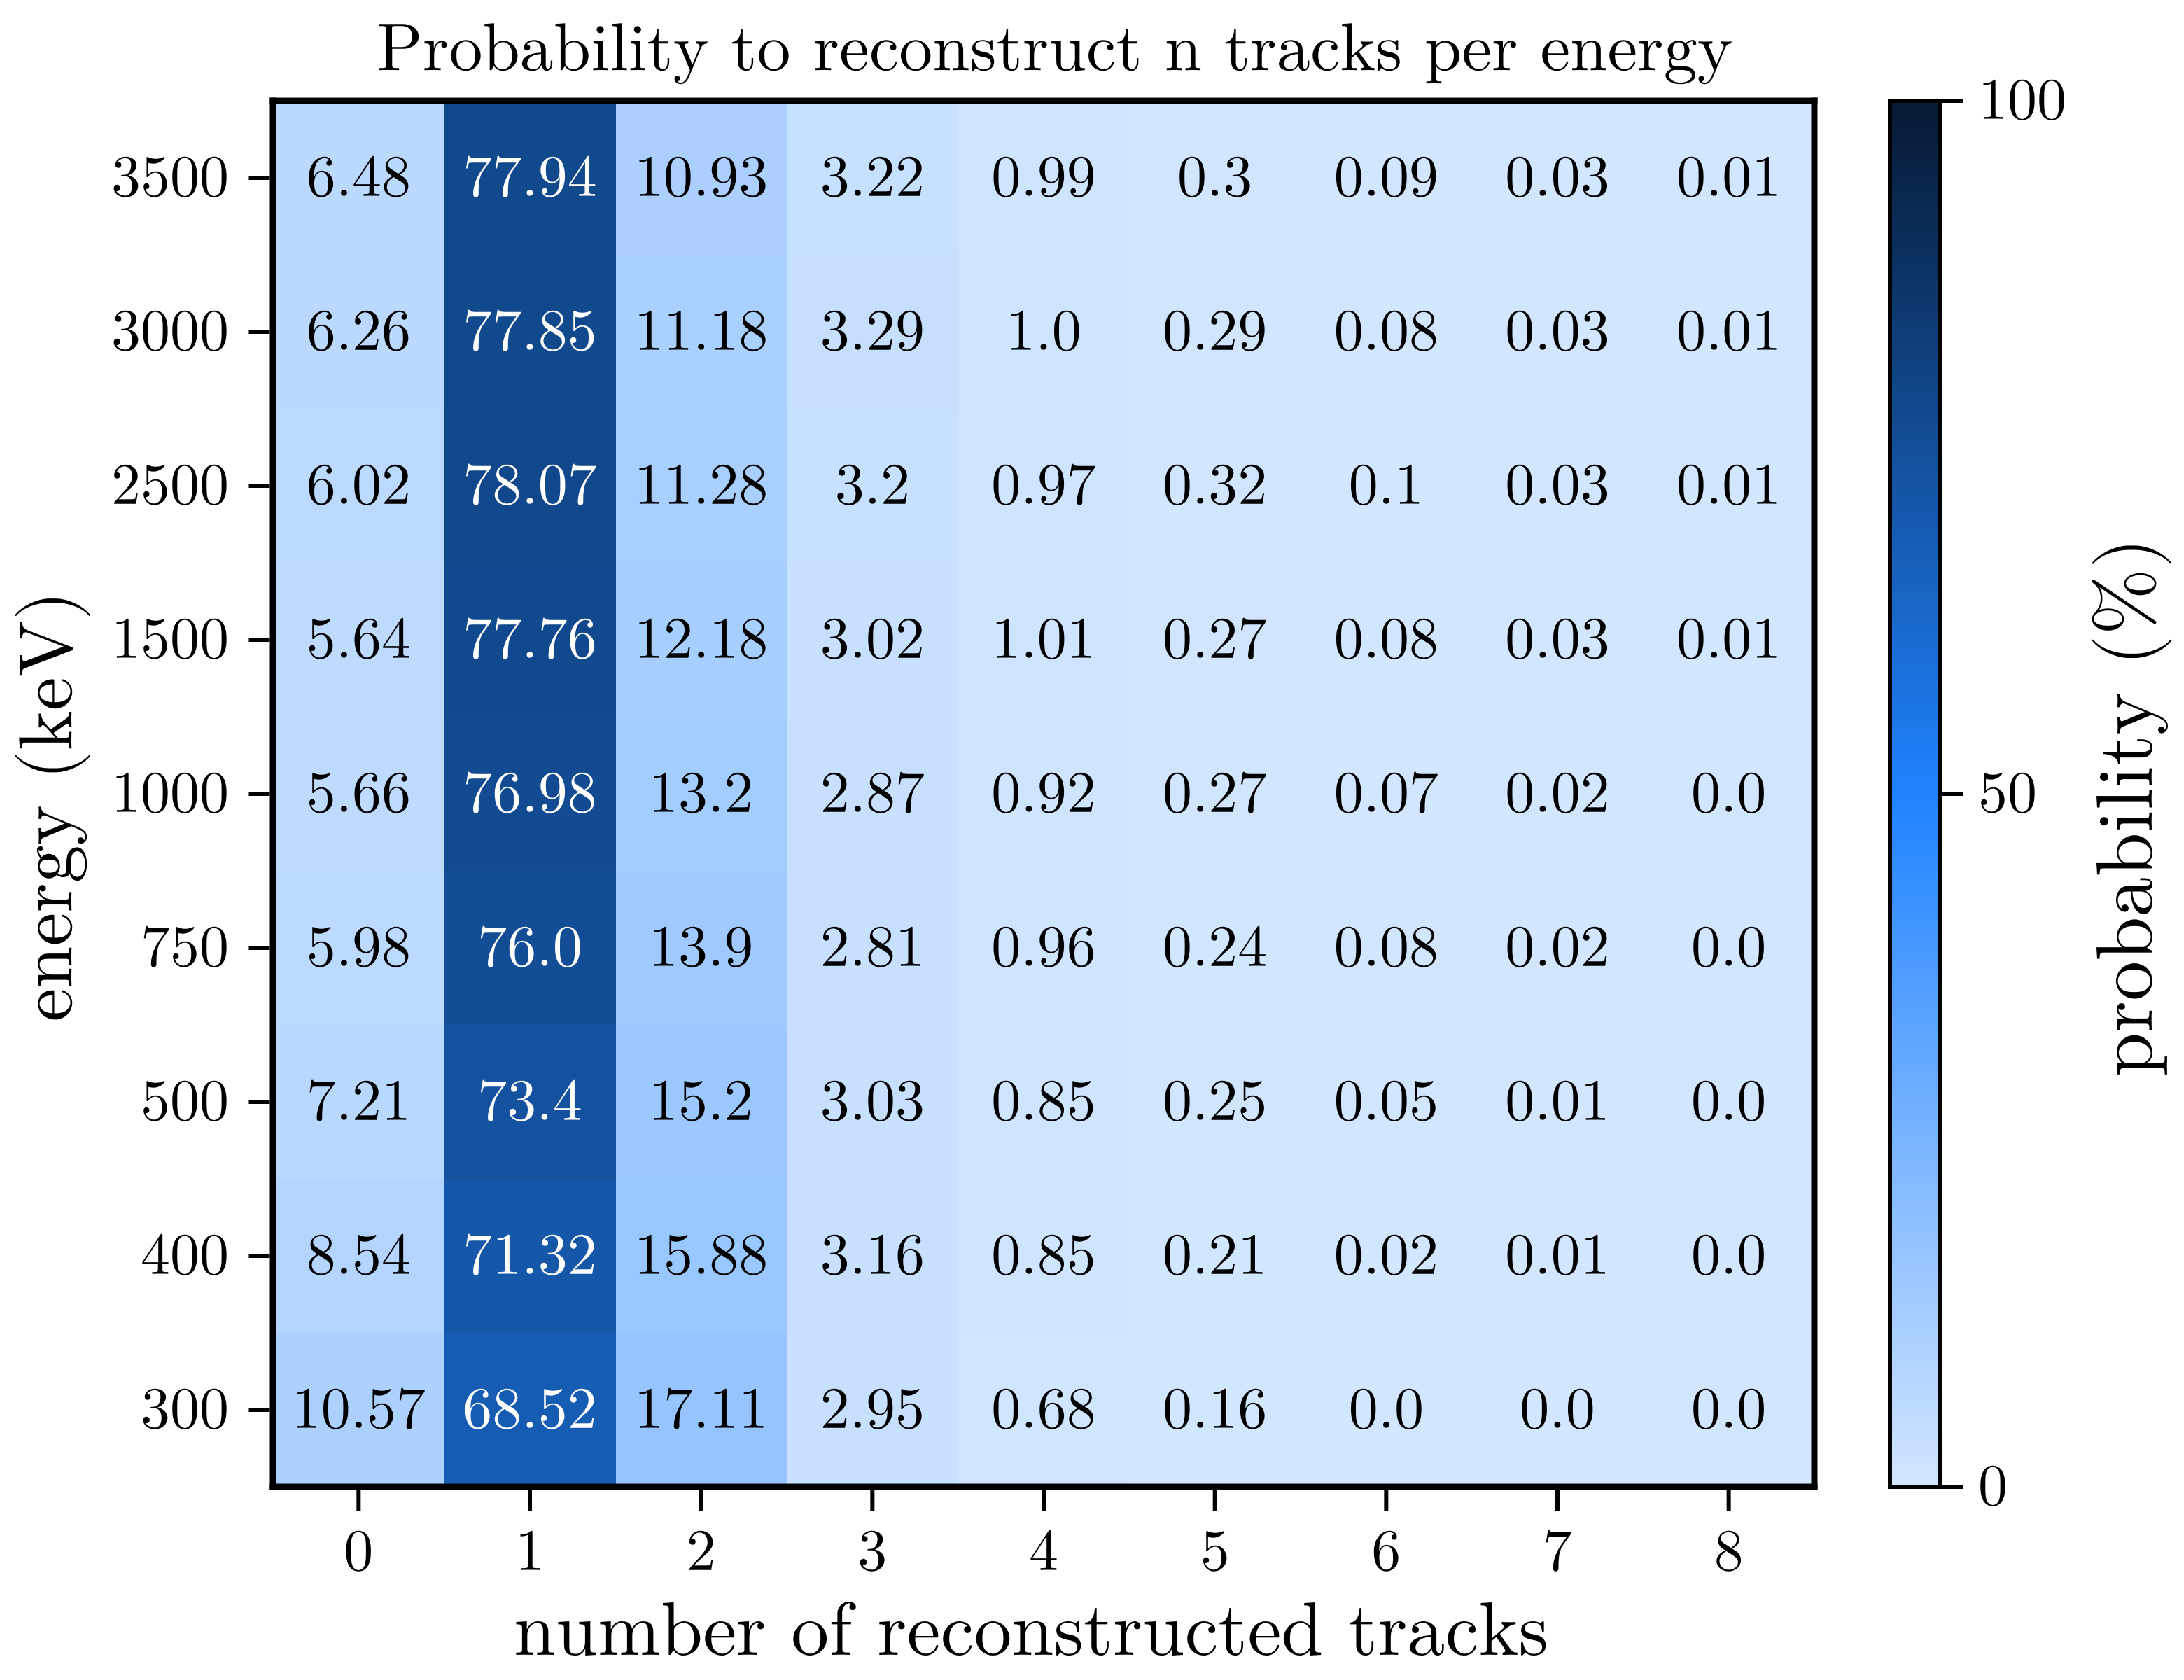 Probability to reconstruct n tracks per energy
3500 6.48 77.94 10.93 3.22 0.99 0.3 0.09 0.03 0.01
3000 6.26 77.85 11.18 3.29 1.0 0.29 0.08 0.03 0.01
2500 6.02 78.07 11.28 3.2 0.97 0.32 0.1 0.03 0.01
1500 5.64 77.76 12.18 3.02 1.01 0.27 0.08 0.03 0.01
1000 5.66 76.98 13.2 2.87 0.92 0.27 0.07 0.02 0.0
750 5.98 76.0 13.9 2.81 0.96 0.24 0.08 0.02 0.0
500 7.21 73.4 15.2 3.03 0.85 0.25 0.05 0.01 0.0
400 8.54 71.32 15.88 3.16 0.85 0.21 0.02 0.01 0.0
300 10.57 68.52 17.11 2.95 0.68 0.16 0.0 0.0 0.0
0 1 2 3 4 5 6 7 8
number of reconstructed tracks
energy (keV)
100
50
0
probability (%)